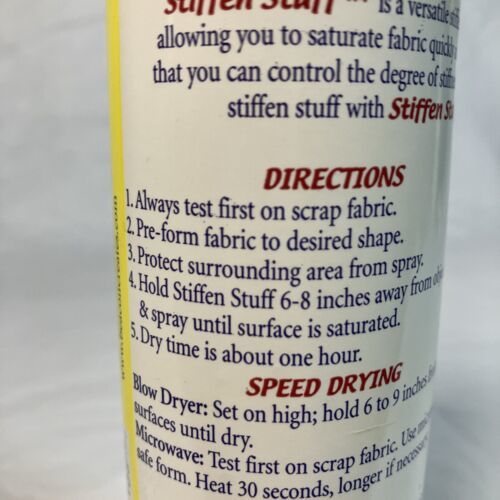 Stiffen Stuff™ is a versatile
allowing you to saturate fabric quickly
that you can control the degree of
stiffen stuff with Stiffen
DIRECTIONS
1. Always test first on scrap fabric.
2. Pre-form fabric to desired shape.
3. Protect surrounding area from spray.
4. Hold Stiffen Stuff 6-8 inches away from
& spray until surface is saturated.
5. Dry time is about one hour.
SPEED DRYING
Blow Dryer: Set on high; hold 6 to 9 inches
surfaces until dry.
Microwave: Test first on scrap fabric. Use
safe form. Heat 30 seconds, longer if necessary